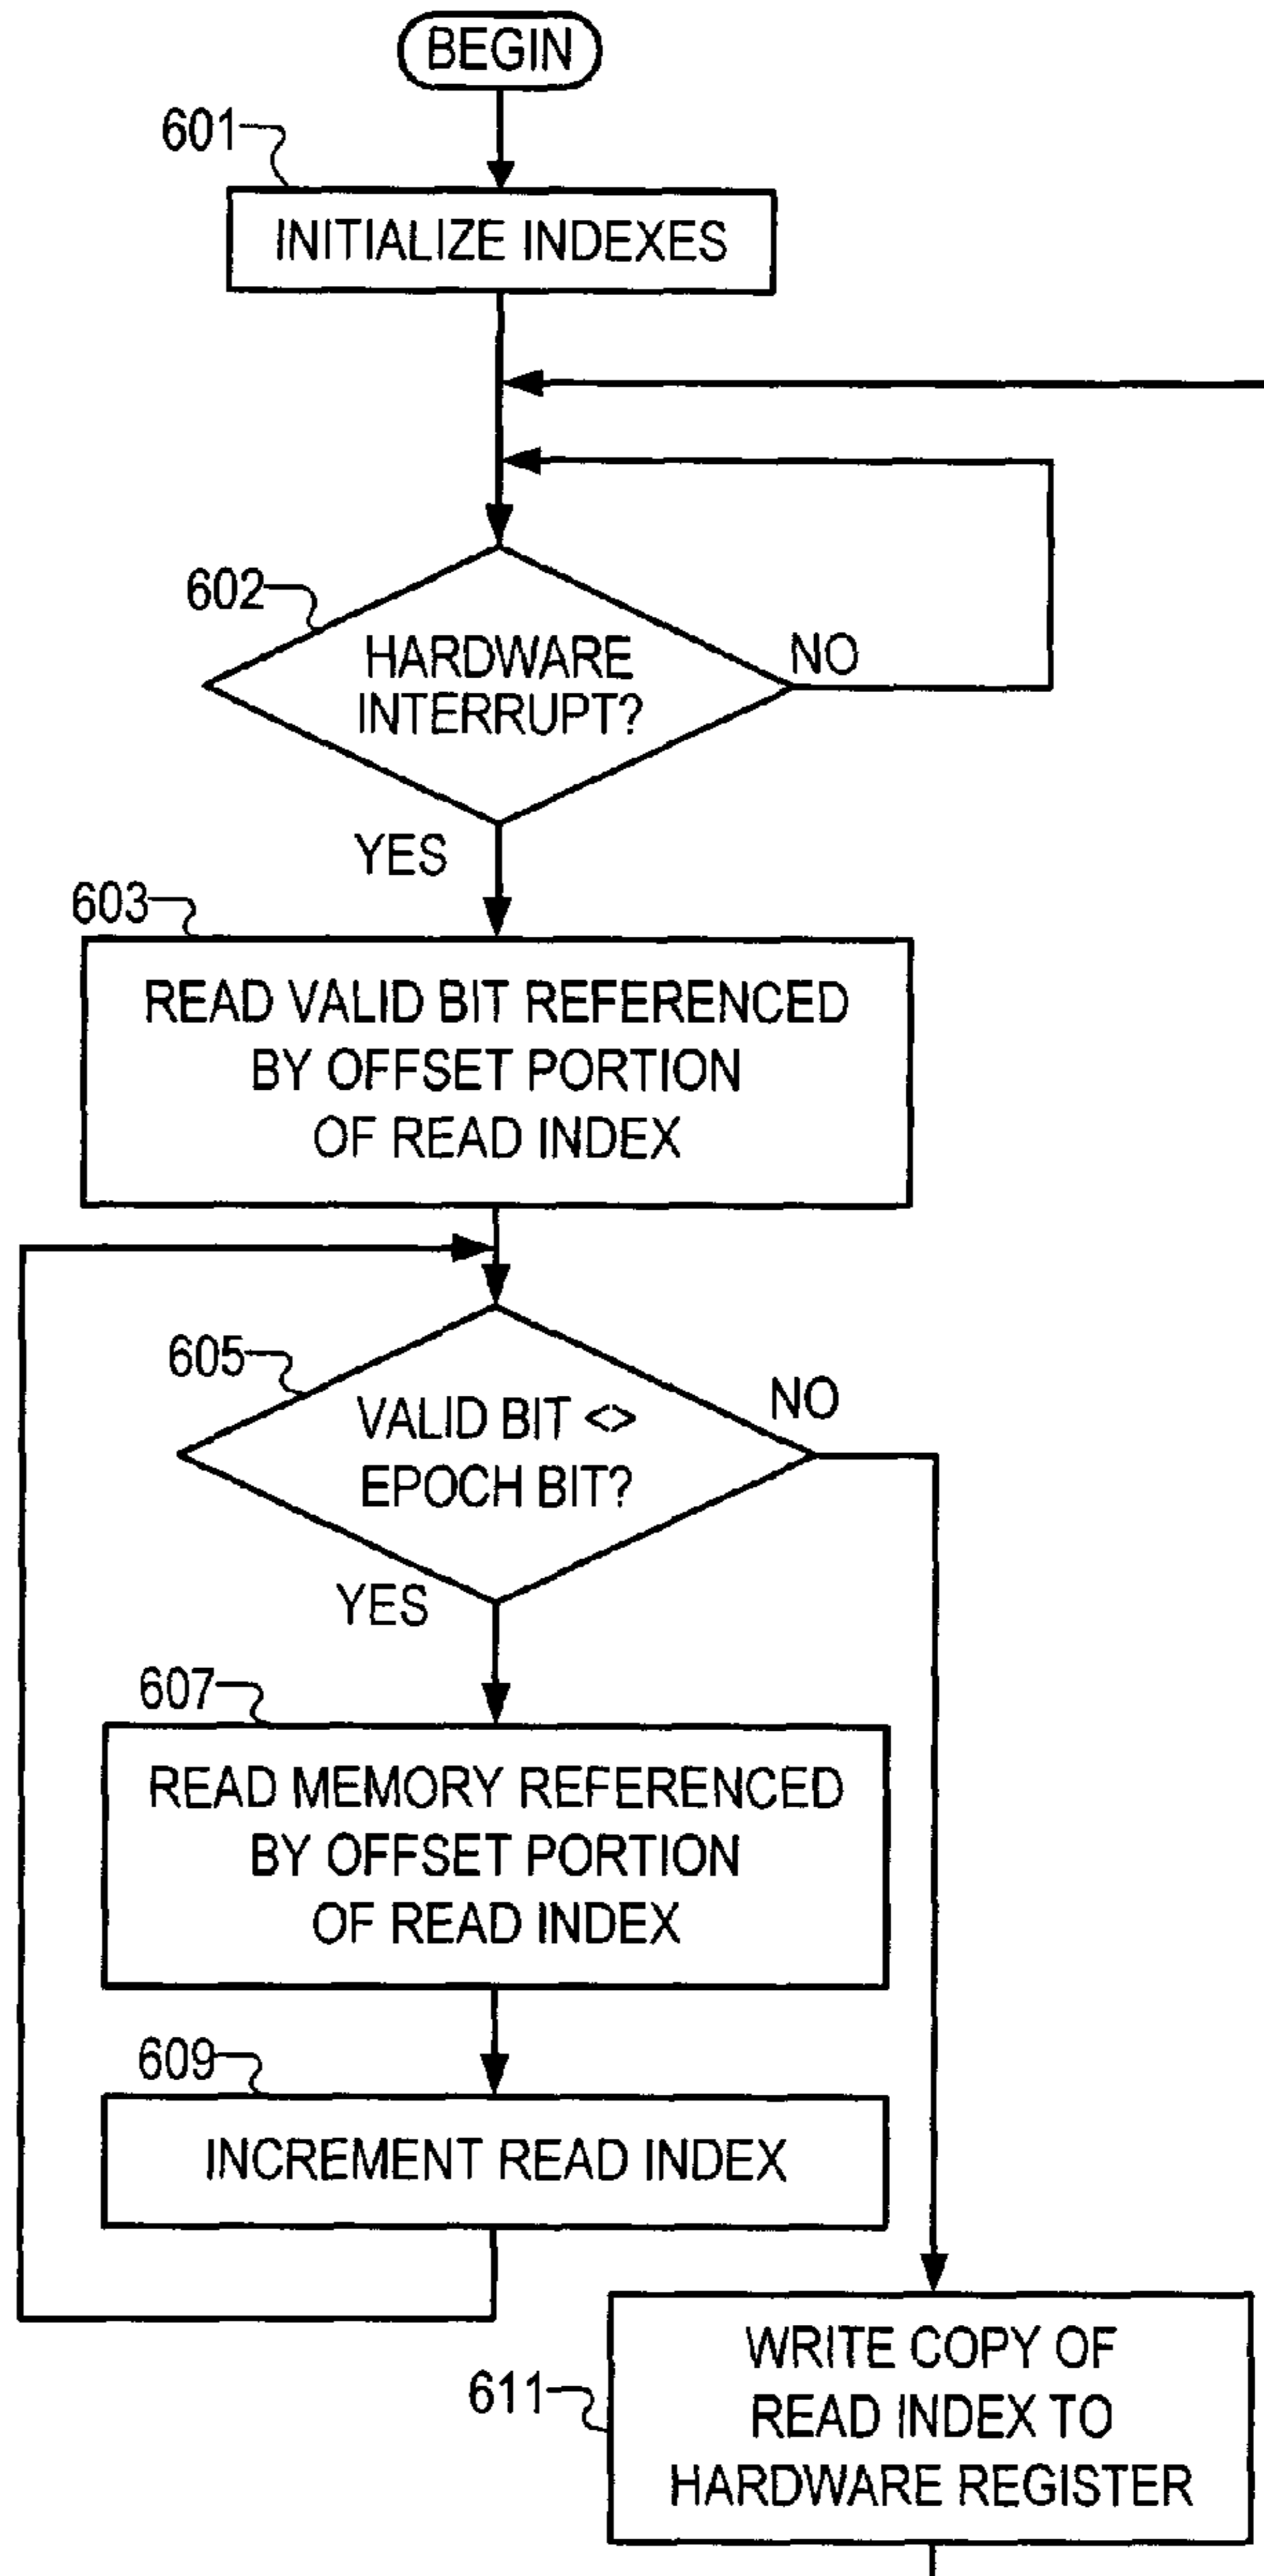 BEGIN
601
INITIALIZE INDEXES
602
HARDWARE
INTERRUPT?
NO
YES
603
READ VALID BIT REFERENCED
BY OFFSET PORTION
OF READ INDEX
605
VALID BIT <>
EPOCH BIT?
NO
YES
607
READ MEMORY REFERENCED
BY OFFSET PORTION
OF READ INDEX
609
INCREMENT READ INDEX
611
WRITE COPY OF
READ INDEX TO
HARDWARE REGISTER